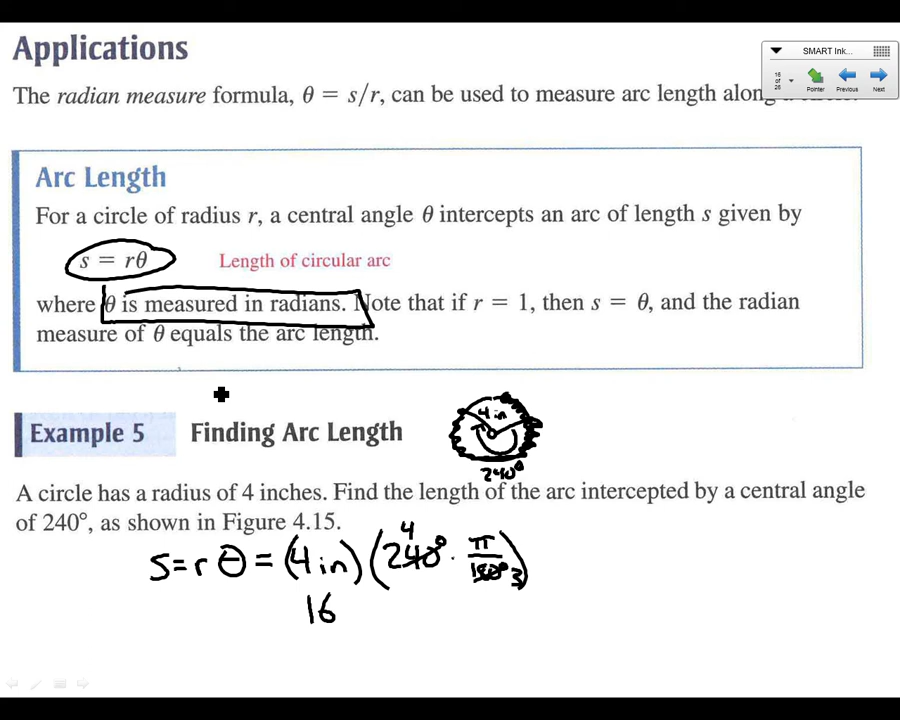 Applications
SMART Ink...
The radian measure formula, θ = s/r, can be used to measure arc length along a
16
of
26
Pointer
Previous
Next
Arc Length
For a circle of radius r, a central angle θ intercepts an arc of length s given by
s = rθ Length of circular arc
where θ is measured in radians. Note that if r = 1, then s = θ, and the radian
measure of θ equals the arc length.
4 in
240°
Example 5 Finding Arc Length
A circle has a radius of 4 inches. Find the length of the arc intercepted by a central angle
of 240°, as shown in Figure 4.15.
4
s = r θ = (4 in) (240° · π/180° 3)
16